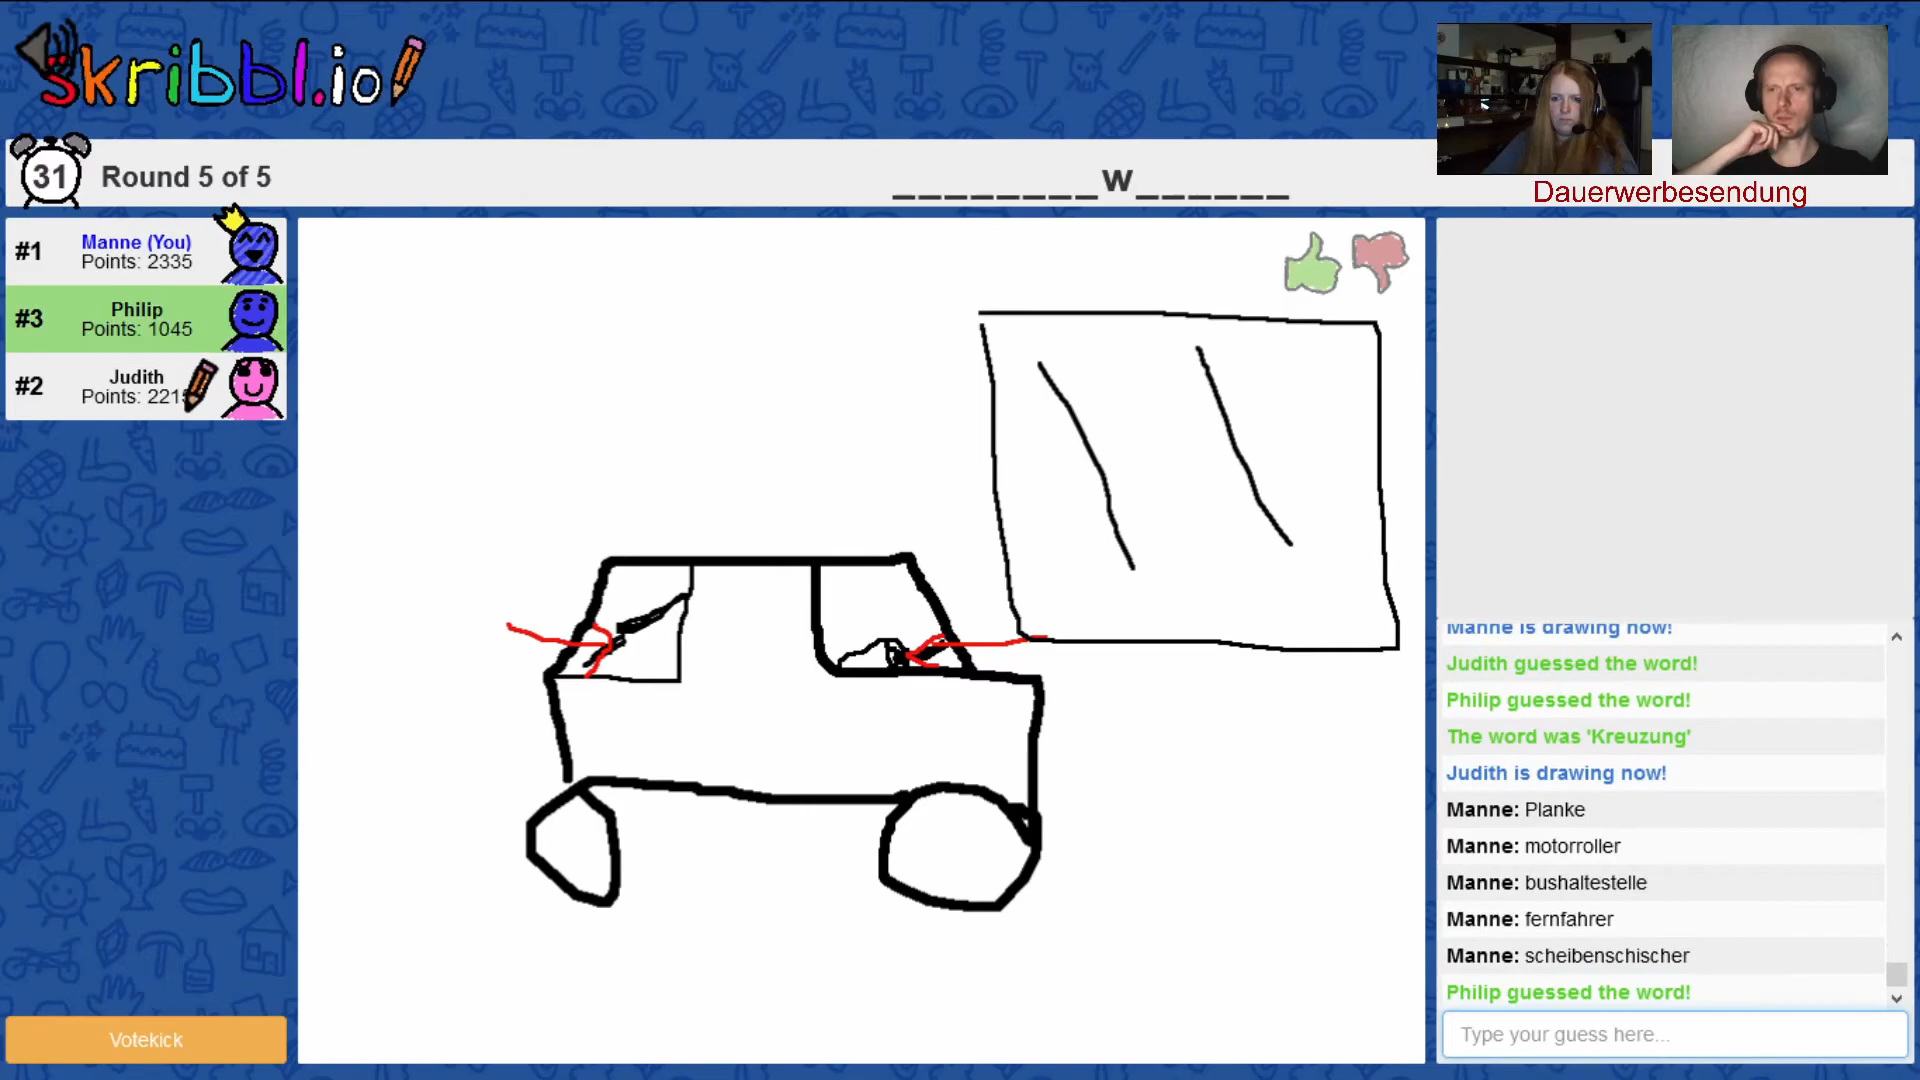 skribbl.io
31
Round 5 of 5
________w______
Dauerwerbesendung
#1
Manne (You)
Points: 2335
#3
Philip
Points: 1045
#2
Judith
Points: 221
Manne is drawing now!
Judith guessed the word!
Philip guessed the word!
The word was 'Kreuzung'
Judith is drawing now!
Manne: Planke
Manne: motorroller
Manne: bushaltestelle
Manne: fernfahrer
Manne: scheibenschischer
Philip guessed the word!
Votekick
Type your guess here...